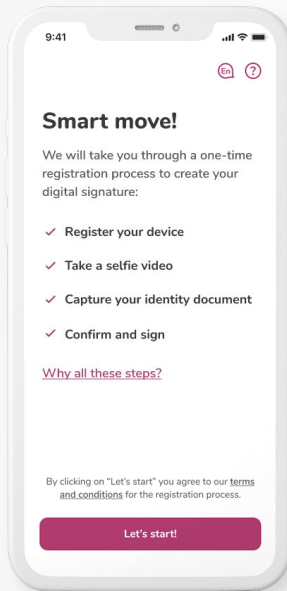 9:41
En ?
Smart move!
We will take you through a one-time
registration process to create your
digital signature:
Register your device
Take a selfie video
Capture your identity document
Confirm and sign
Why all these steps?
By clicking on “Let’s start” you agree to our terms
and conditions for the registration process.
Let’s start!